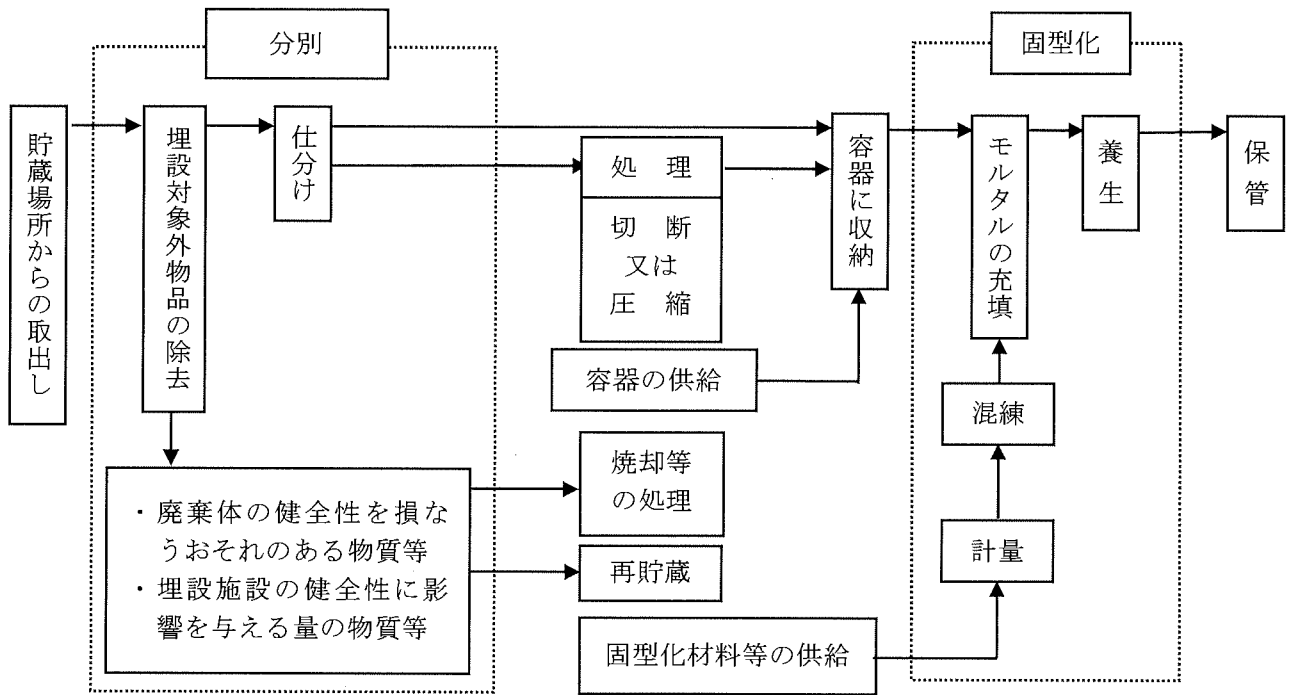 分別
固型化
貯蔵場所からの取出し
埋設対象外物品の除去
仕分け
処　理
切　断
又は
圧　縮
容器に収納
モルタルの充填
養生
保管
容器の供給
混練
焼却等
の処理
・廃棄体の健全性を損な
うおそれのある物質等
・埋設施設の健全性に影
響を与える量の物質等
計量
再貯蔵
固型化材料等の供給